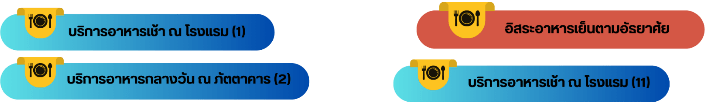 บริการอาหารเช้า ณ โรงแรม (1)
บริการอาหารกลางวัน ณ ภัตตาคาร (2)
อิสระอาหารเย็นตามอัธยาศัย
บริการอาหารเช้า ณ โรงแรม (11)